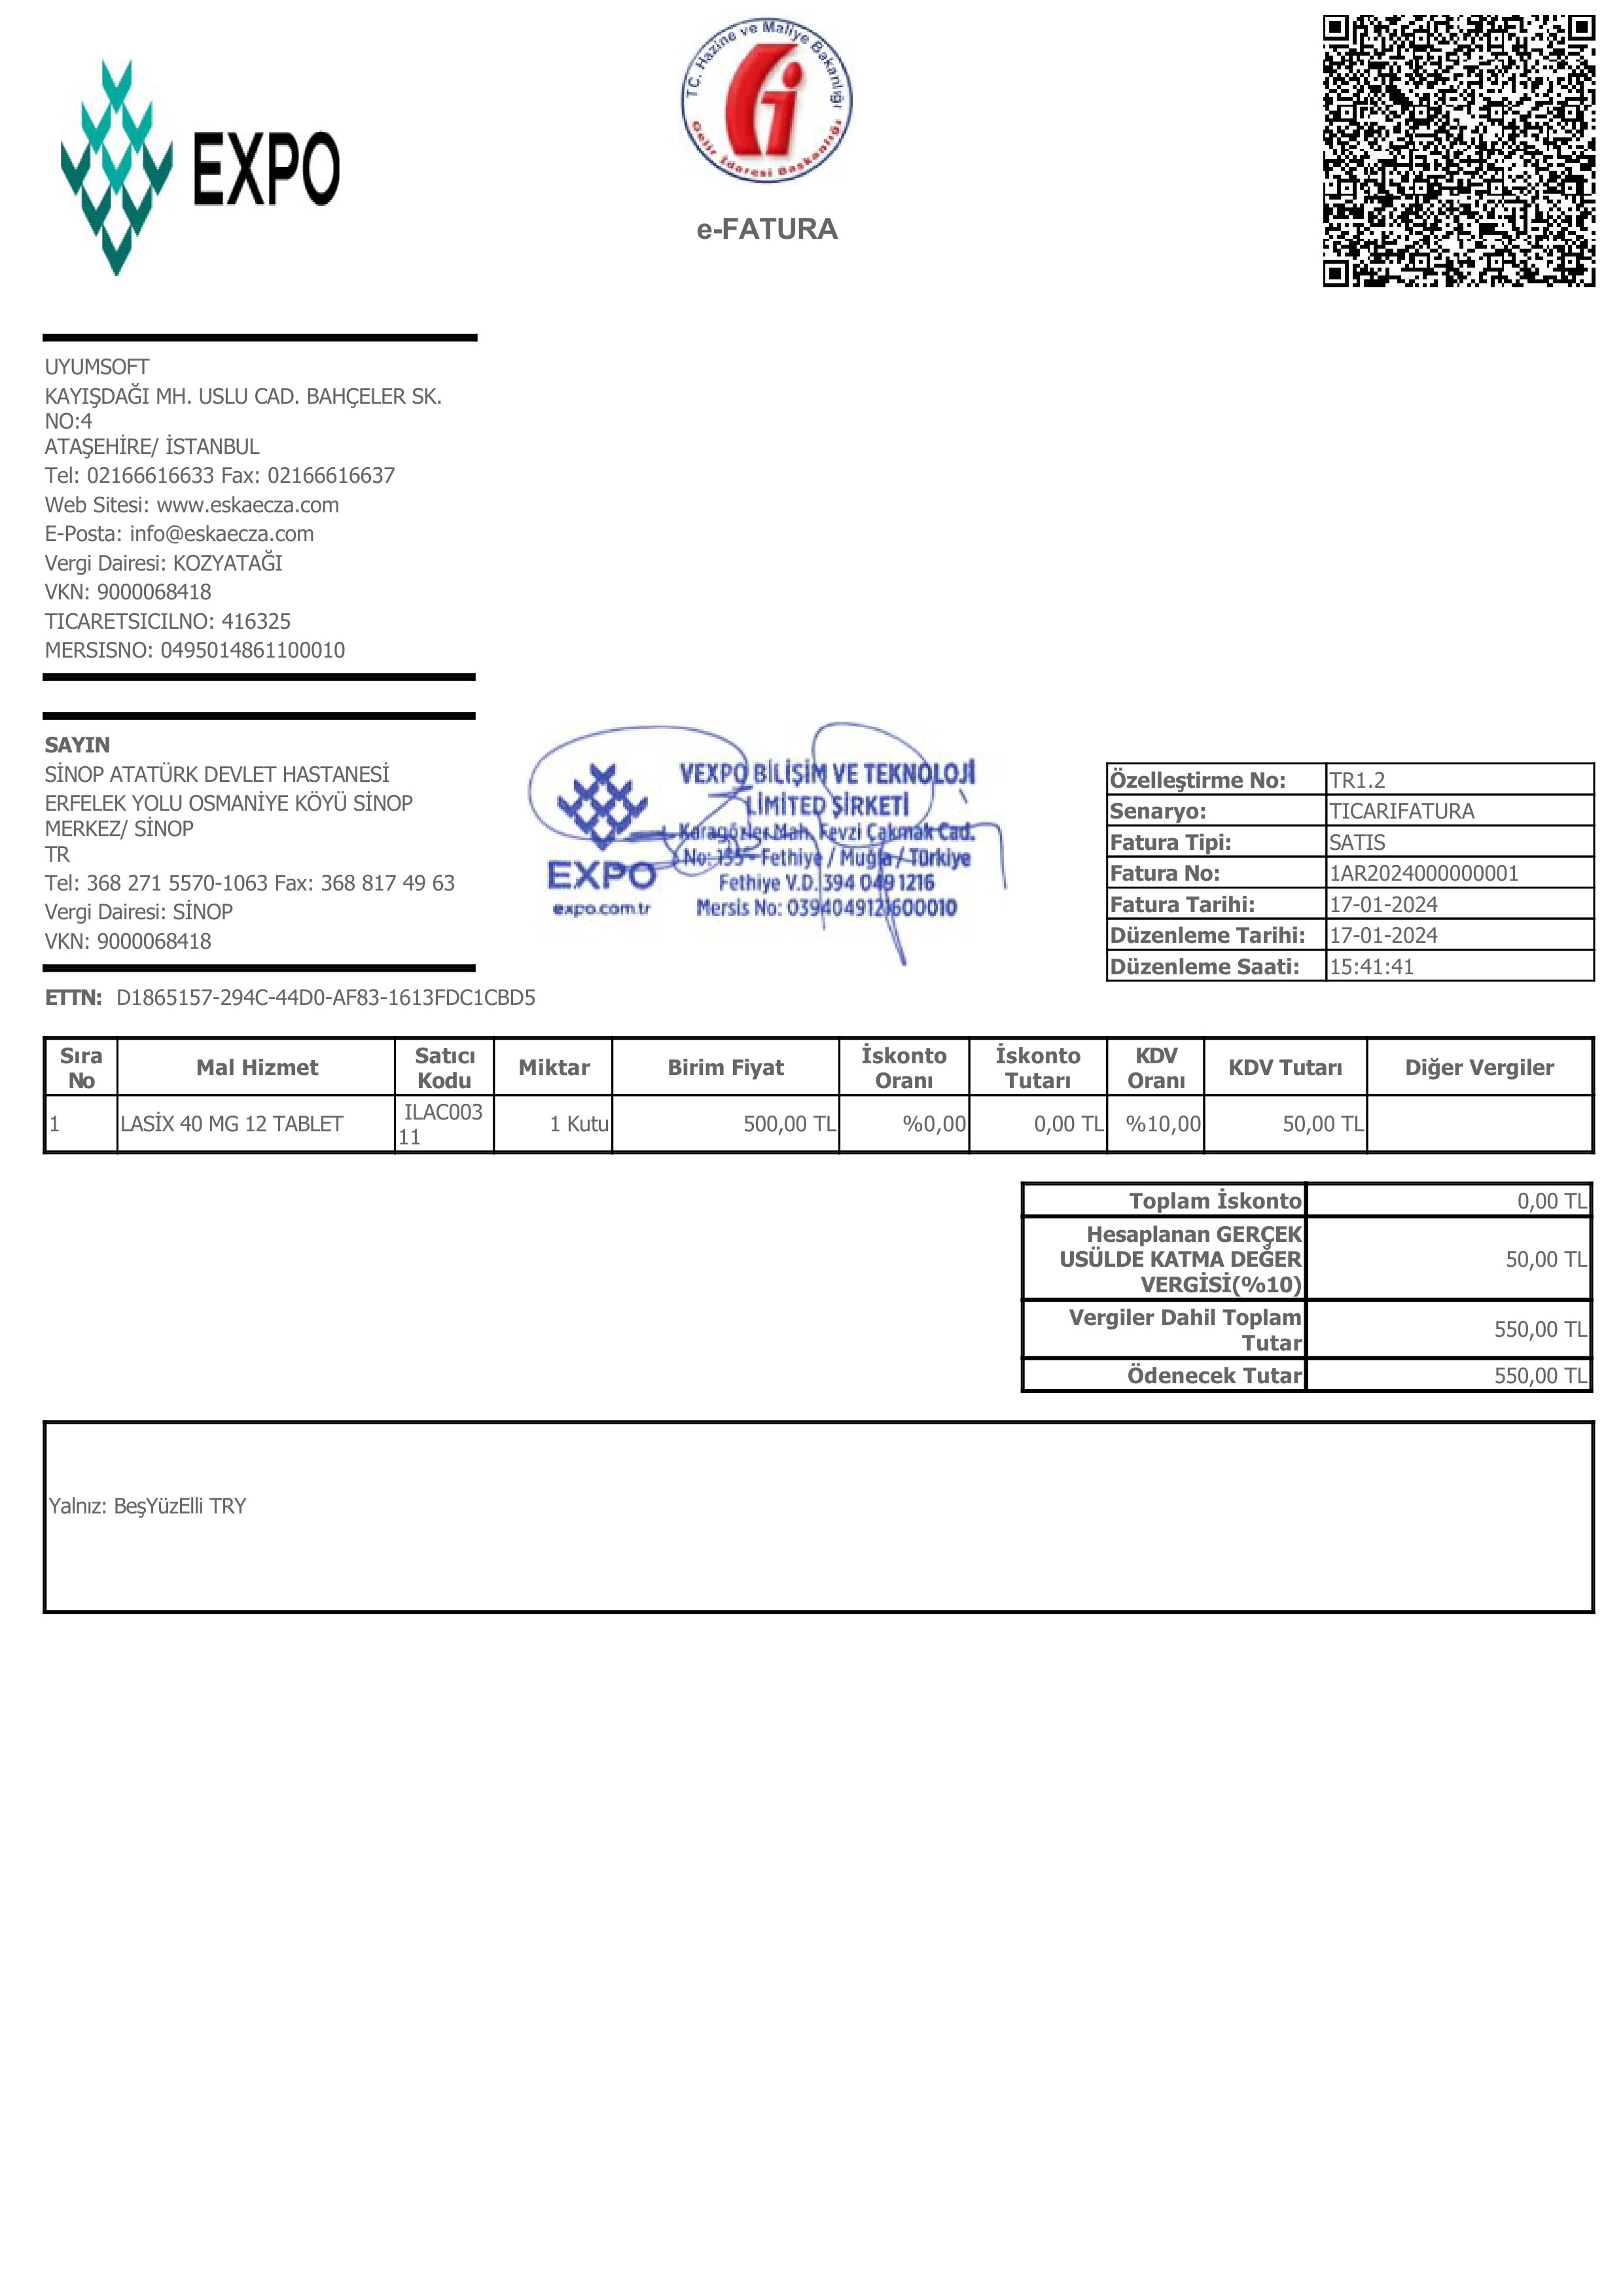 EXPO
T.C. Hazine ve Maliye Bakanlığı
Gelir İdaresi Başkanlığı
e-FATURA
UYUMSOFT
KAYIŞDAĞI MH. USLU CAD. BAHÇELER SK.
NO:4
ATAŞEHİRE/ İSTANBUL
Tel: 02166616633 Fax: 02166616637
Web Sitesi: www.eskaecza.com
E-Posta: info@eskaecza.com
Vergi Dairesi: KOZYATAĞI
VKN: 9000068418
TICARETSICILNO: 416325
MERSISNO: 0495014861100010
SAYIN
SİNOP ATATÜRK DEVLET HASTANESİ
ERFELEK YOLU OSMANİYE KÖYÜ SİNOP
MERKEZ/ SİNOP
TR
Tel: 368 271 5570-1063 Fax: 368 817 49 63
Vergi Dairesi: SİNOP
VKN: 9000068418
VEXPO BİLİŞİM VE TEKNOLOJİ
LİMİTED ŞİRKETİ
Karagözler Mah. Fevzi Çakmak Cad.
No: 155 - Fethiye / Muğla / Türkiye
Fethiye V.D. 394 049 1216
Mersis No: 0394049121600010
EXPO
expo.com.tr
Özelleştirme No: TR1.2
Senaryo: TICARIFATURA
Fatura Tipi: SATIS
Fatura No: 1AR2024000000001
Fatura Tarihi: 17-01-2024
Düzenleme Tarihi: 17-01-2024
Düzenleme Saati: 15:41:41
ETTN: D1865157-294C-44D0-AF83-1613FDC1CBD5
Sıra No Mal Hizmet Satıcı Kodu Miktar Birim Fiyat İskonto Oranı İskonto Tutarı KDV Oranı KDV Tutarı Diğer Vergiler
1 LASİX 40 MG 12 TABLET ILAC003 11 1 Kutu 500,00 TL %0,00 0,00 TL %10,00 50,00 TL
Toplam İskonto 0,00 TL
Hesaplanan GERÇEK
USÜLDE KATMA DEĞER
VERGİSİ(%10) 50,00 TL
Vergiler Dahil Toplam
Tutar 550,00 TL
Ödenecek Tutar 550,00 TL
Yalnız: BeşYüzElli TRY